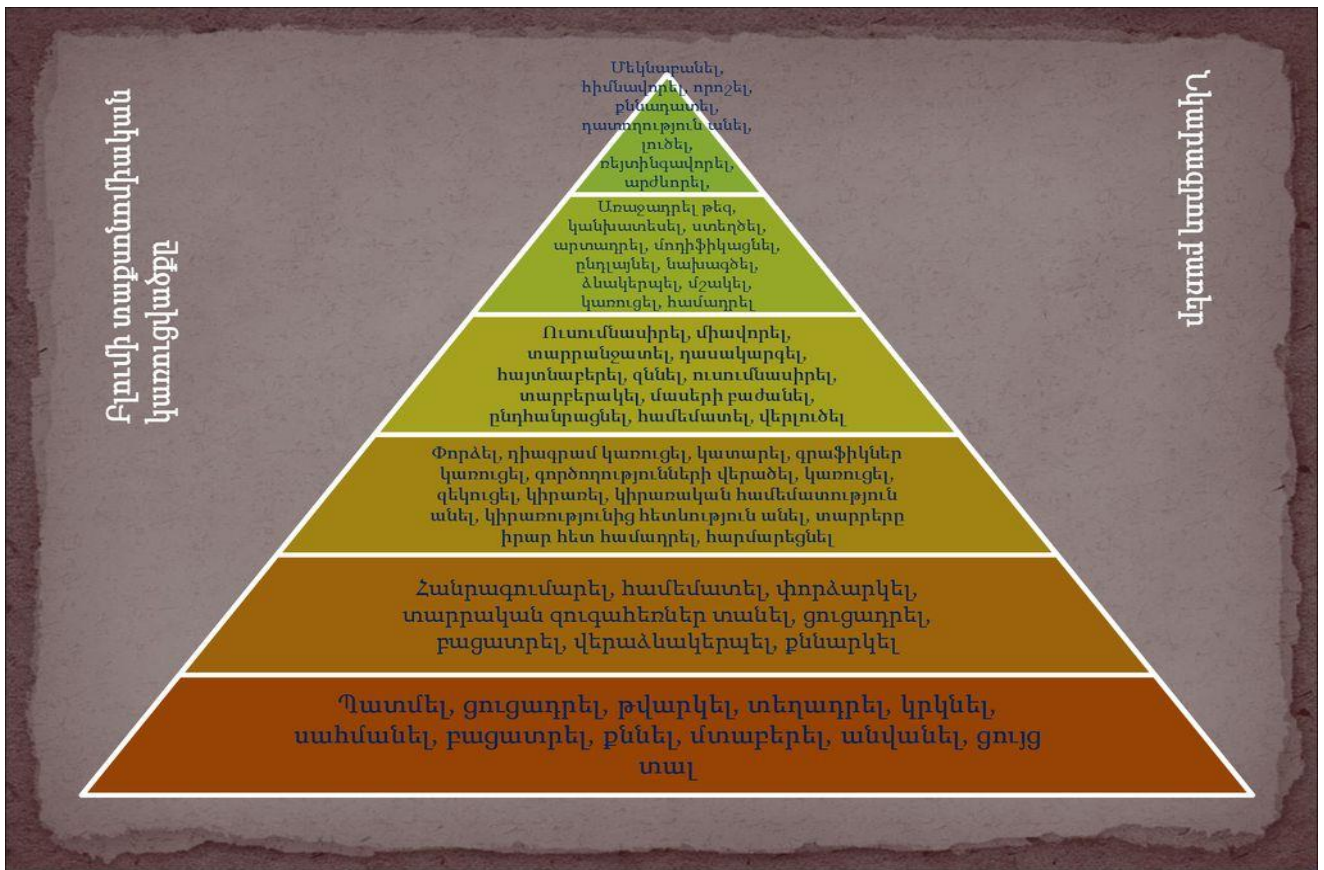 Բլումի տաքսոնոմիական
կառուցվածքը
Մեկնաբանել,
հիմնավորել, որոշել,
քննադատել,
դատողություն անել,
լուծել,
ռեյտինգավորել,
արժևորել,
Առաջադրել թեզ,
կանխատեսել, ստեղծել,
արտադրել, մոդիֆիկացնել,
ընդլայնել, նախագծել,
ձևակերպել, մշակել,
կառուցել, համադրել
Ուսումնասիրել, միավորել,
տարրանջատել, դասակարգել,
հայտնաբերել, զննել, ուսումնասիրել,
տարբերակել, մասերի բաժանել,
ընդհանրացնել, համեմատել, վերլուծել
Փորձել, դիագրամ կառուցել, կատարել, գրաֆիկներ
կառուցել, գործողությունների վերածել, կառուցել,
զեկուցել, կիրառել, կիրառական համեմատություն
անել, կիրառությունից հետևություն անել, տարրերը
իրար հետ համադրել, հարմարեցնել
Հանրագումարել, համեմատել, փորձարկել,
տարրական զուգահեռներ տանել, ցուցադրել,
բացատրել, վերաձևակերպել, քննարկել
Պատմել, ցուցադրել, թվարկել, տեղադրել, կրկնել,
սահմանել, բացատրել, քննել, մտաբերել, անվանել, ցույց
տալ